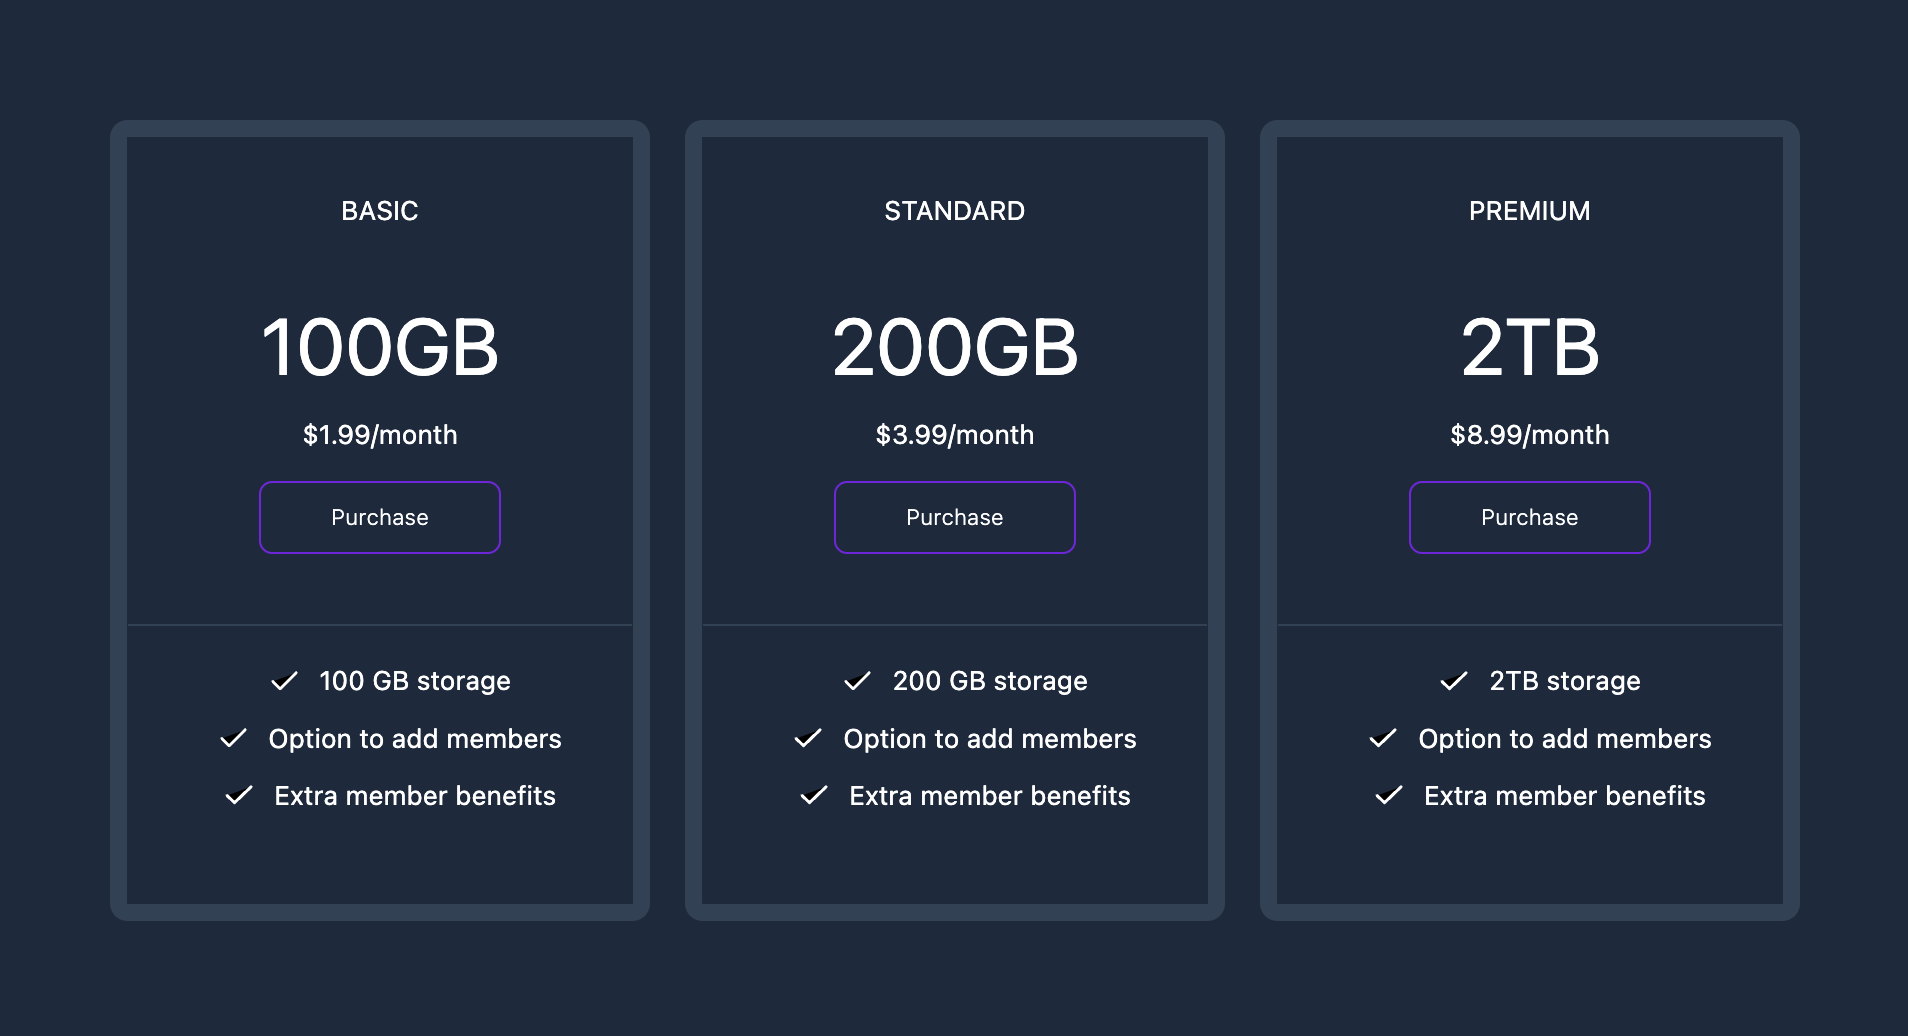 BASIC
100GB
$1.99/month
Purchase
100 GB storage
Option to add members
Extra member benefits
STANDARD
200GB
$3.99/month
Purchase
200 GB storage
Option to add members
Extra member benefits
PREMIUM
2TB
$8.99/month
Purchase
2TB storage
Option to add members
Extra member benefits